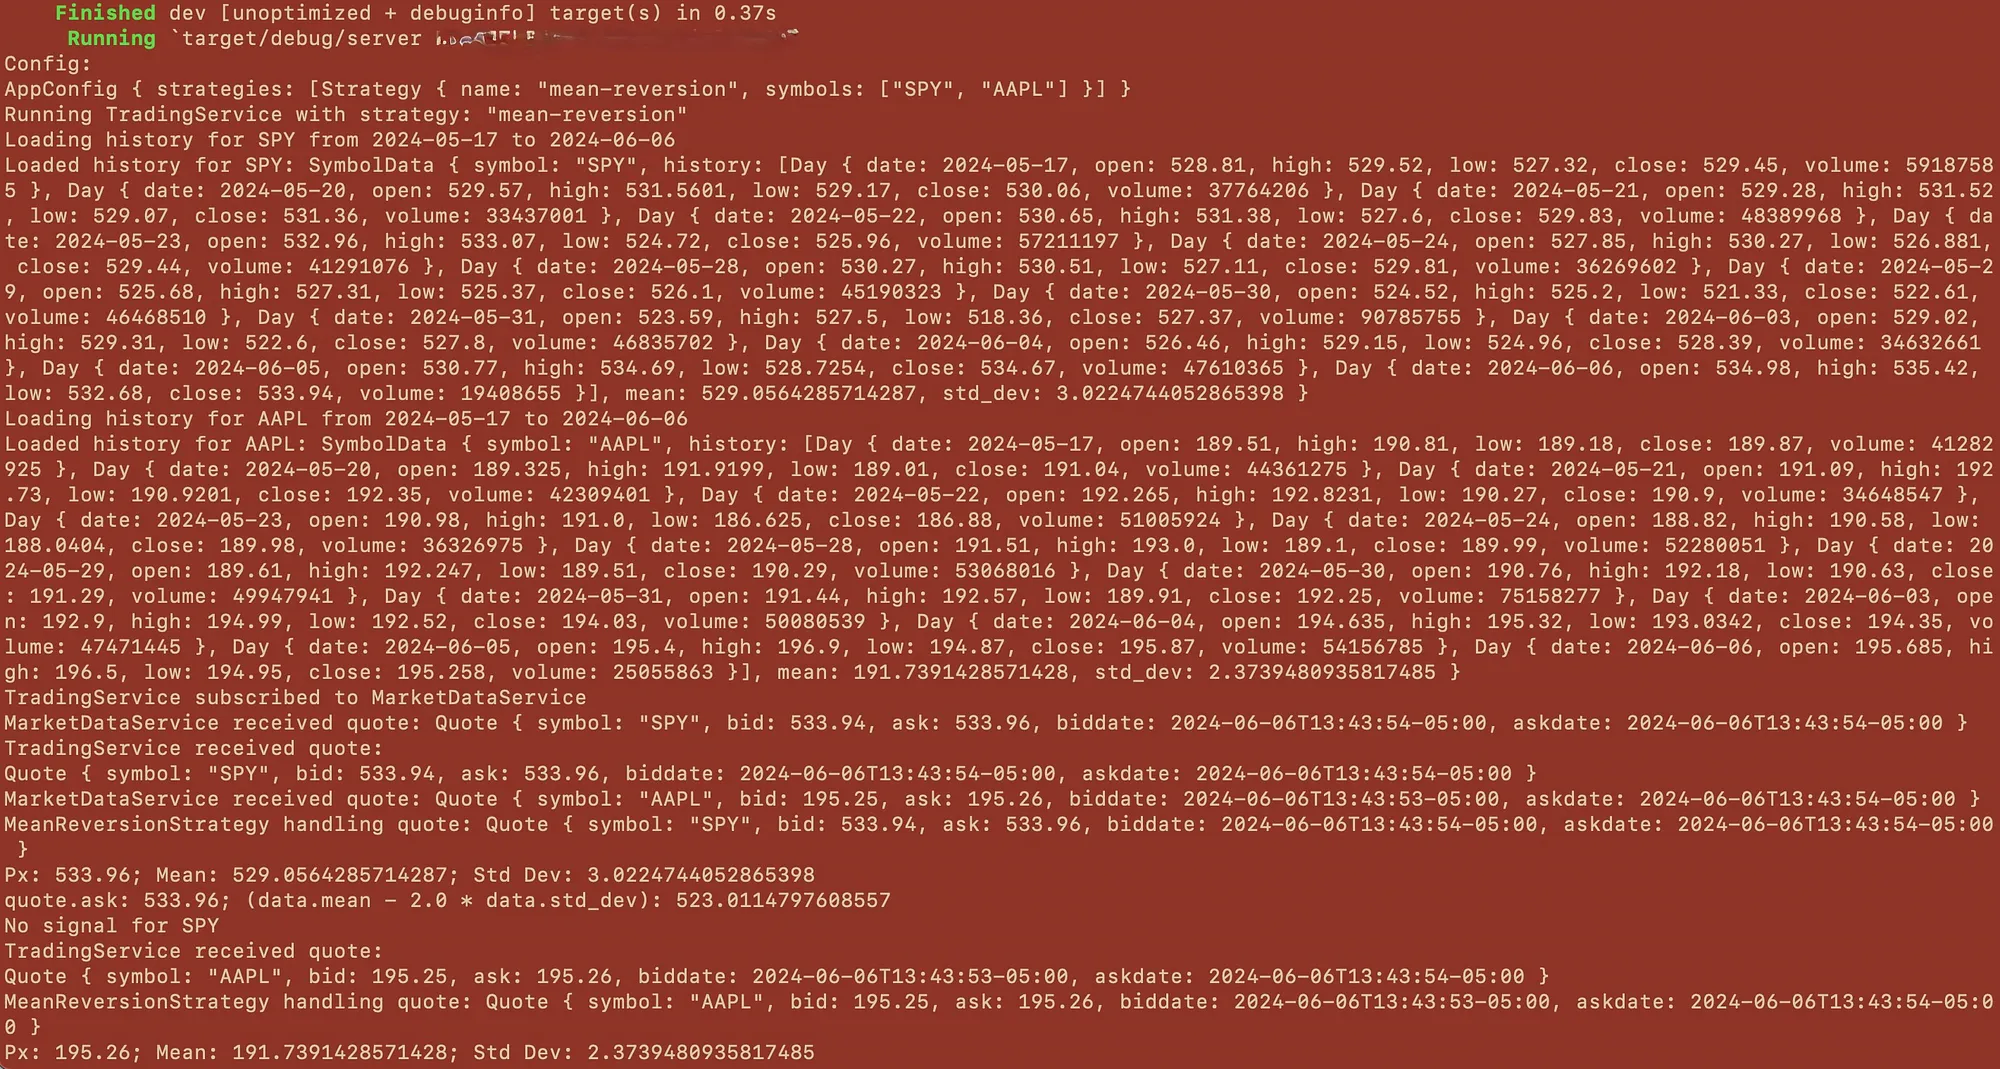 Finished dev [unoptimized + debuginfo] target(s) in 0.37s
Running `target/debug/server
Config:
AppConfig { strategies: [Strategy { name: "mean-reversion", symbols: ["SPY", "AAPL"] }] }
Running TradingService with strategy: "mean-reversion"
Loading history for SPY from 2024-05-17 to 2024-06-06
Loaded history for SPY: SymbolData { symbol: "SPY", history: [Day { date: 2024-05-17, open: 528.81, high: 529.52, low: 527.32, close: 529.45, volume: 5918758
5 }, Day { date: 2024-05-20, open: 529.57, high: 531.5601, low: 529.17, close: 530.06, volume: 37764206 }, Day { date: 2024-05-21, open: 529.28, high: 531.52
, low: 529.07, close: 531.36, volume: 33437001 }, Day { date: 2024-05-22, open: 530.65, high: 531.38, low: 527.6, close: 529.83, volume: 48389968 }, Day { da
te: 2024-05-23, open: 532.96, high: 533.07, low: 524.72, close: 525.96, volume: 57211197 }, Day { date: 2024-05-24, open: 527.85, high: 530.27, low: 526.881,
 close: 529.44, volume: 41291076 }, Day { date: 2024-05-28, open: 530.27, high: 530.51, low: 527.11, close: 529.81, volume: 36269602 }, Day { date: 2024-05-2
9, open: 525.68, high: 527.31, low: 525.37, close: 526.1, volume: 45190323 }, Day { date: 2024-05-30, open: 524.52, high: 525.2, low: 521.33, close: 522.61,
volume: 46468510 }, Day { date: 2024-05-31, open: 523.59, high: 527.5, low: 518.36, close: 527.37, volume: 90785755 }, Day { date: 2024-06-03, open: 529.02,
high: 529.31, low: 522.6, close: 527.8, volume: 46835702 }, Day { date: 2024-06-04, open: 526.46, high: 529.15, low: 524.96, close: 528.39, volume: 34632661
}, Day { date: 2024-06-05, open: 530.77, high: 534.69, low: 528.7254, close: 534.67, volume: 47610365 }, Day { date: 2024-06-06, open: 534.98, high: 535.42,
low: 532.68, close: 533.94, volume: 19408655 }], mean: 529.0564285714287, std_dev: 3.0224744052865398 }
Loading history for AAPL from 2024-05-17 to 2024-06-06
Loaded history for AAPL: SymbolData { symbol: "AAPL", history: [Day { date: 2024-05-17, open: 189.51, high: 190.81, low: 189.18, close: 189.87, volume: 41282
925 }, Day { date: 2024-05-20, open: 189.325, high: 191.9199, low: 189.01, close: 191.04, volume: 44361275 }, Day { date: 2024-05-21, open: 191.09, high: 192
.73, low: 190.9201, close: 192.35, volume: 42309401 }, Day { date: 2024-05-22, open: 192.265, high: 192.8231, low: 190.27, close: 190.9, volume: 34648547 },
Day { date: 2024-05-23, open: 190.98, high: 191.0, low: 186.625, close: 186.88, volume: 51005924 }, Day { date: 2024-05-24, open: 188.82, high: 190.58, low:
188.0404, close: 189.98, volume: 36326975 }, Day { date: 2024-05-28, open: 191.51, high: 193.0, low: 189.1, close: 189.99, volume: 52280051 }, Day { date: 20
24-05-29, open: 189.61, high: 192.247, low: 189.51, close: 190.29, volume: 53068016 }, Day { date: 2024-05-30, open: 190.76, high: 192.18, low: 190.63, close
: 191.29, volume: 49947941 }, Day { date: 2024-05-31, open: 191.44, high: 192.57, low: 189.91, close: 192.25, volume: 75158277 }, Day { date: 2024-06-03, ope
n: 192.9, high: 194.99, low: 192.52, close: 194.03, volume: 50080539 }, Day { date: 2024-06-04, open: 194.635, high: 195.32, low: 193.0342, close: 194.35, vo
lume: 47471445 }, Day { date: 2024-06-05, open: 195.4, high: 196.9, low: 194.87, close: 195.87, volume: 54156785 }, Day { date: 2024-06-06, open: 195.685, hi
gh: 196.5, low: 194.95, close: 195.258, volume: 25055863 }], mean: 191.7391428571428, std_dev: 2.3739480935817485 }
TradingService subscribed to MarketDataService
MarketDataService received quote: Quote { symbol: "SPY", bid: 533.94, ask: 533.96, biddate: 2024-06-06T13:43:54-05:00, askdate: 2024-06-06T13:43:54-05:00 }
TradingService received quote:
Quote { symbol: "SPY", bid: 533.94, ask: 533.96, biddate: 2024-06-06T13:43:54-05:00, askdate: 2024-06-06T13:43:54-05:00 }
MarketDataService received quote: Quote { symbol: "AAPL", bid: 195.25, ask: 195.26, biddate: 2024-06-06T13:43:53-05:00, askdate: 2024-06-06T13:43:54-05:00 }
MeanReversionStrategy handling quote: Quote { symbol: "SPY", bid: 533.94, ask: 533.96, biddate: 2024-06-06T13:43:54-05:00, askdate: 2024-06-06T13:43:54-05:00
 }
Px: 533.96; Mean: 529.0564285714287; Std Dev: 3.0224744052865398
quote.ask: 533.96; (data.mean - 2.0 * data.std_dev): 523.0114797608557
No signal for SPY
TradingService received quote:
Quote { symbol: "AAPL", bid: 195.25, ask: 195.26, biddate: 2024-06-06T13:43:53-05:00, askdate: 2024-06-06T13:43:54-05:00 }
MeanReversionStrategy handling quote: Quote { symbol: "AAPL", bid: 195.25, ask: 195.26, biddate: 2024-06-06T13:43:53-05:00, askdate: 2024-06-06T13:43:54-05:0
0 }
Px: 195.26; Mean: 191.7391428571428; Std Dev: 2.3739480935817485